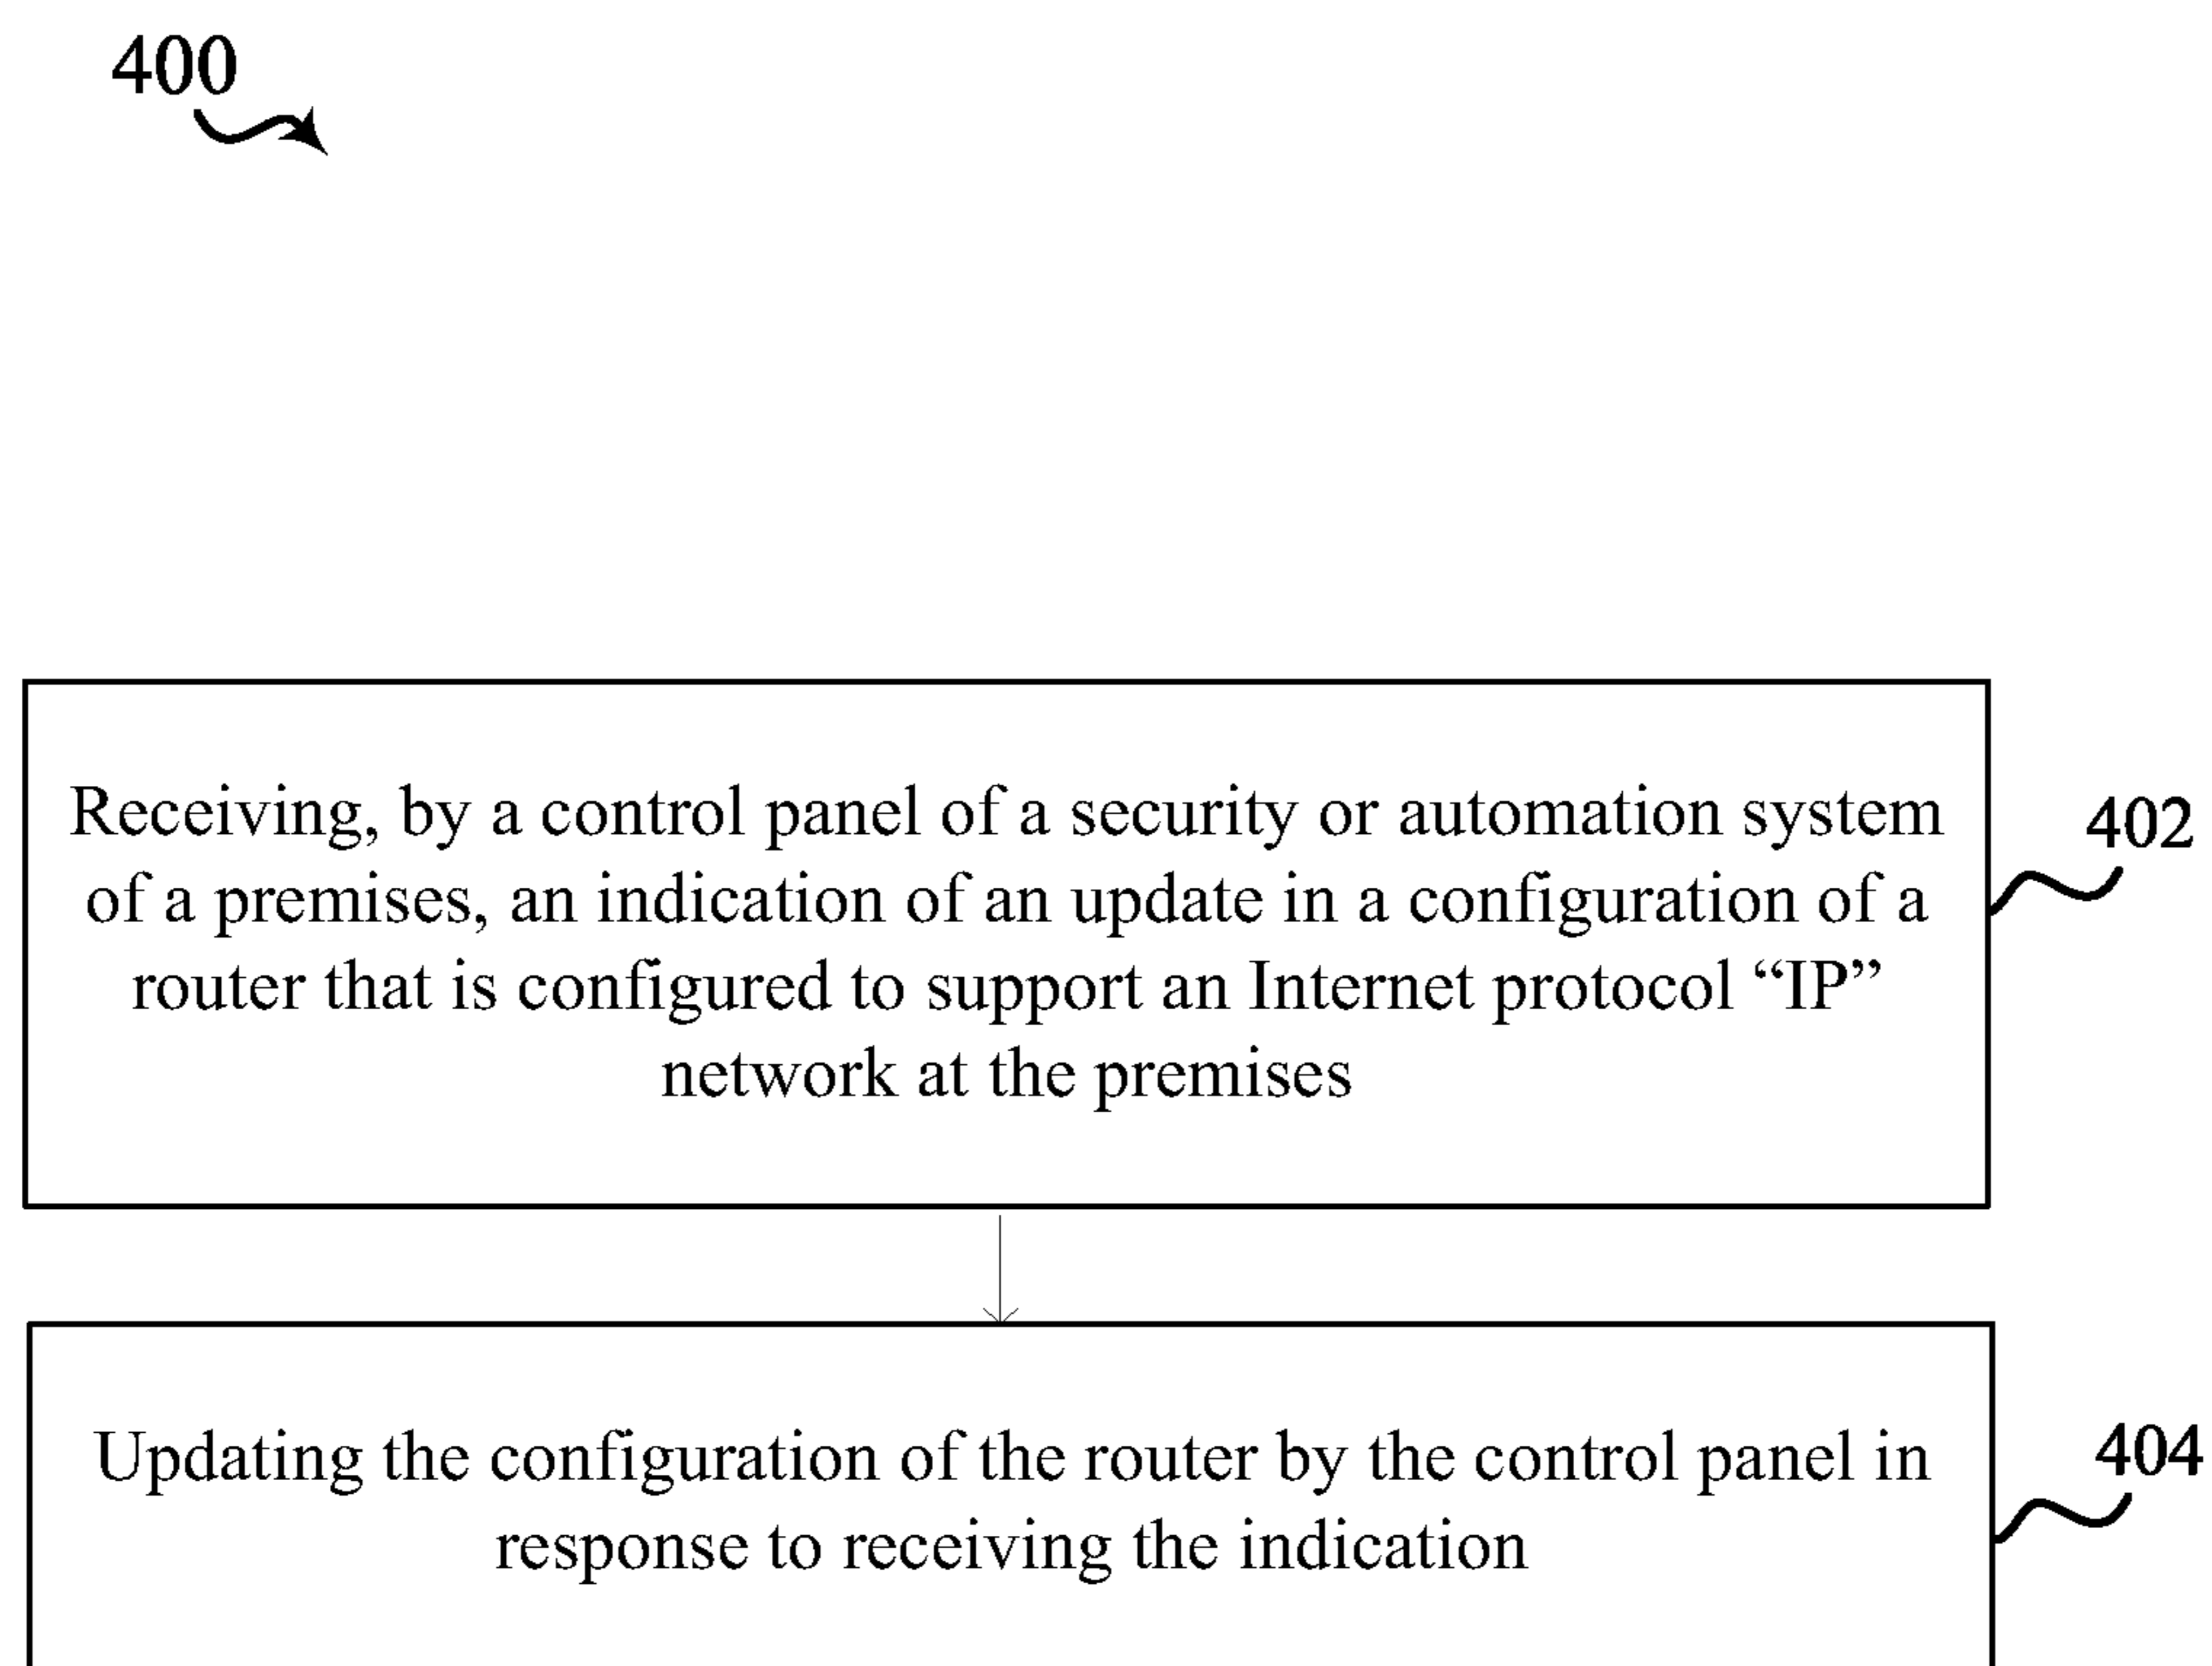 400
Receiving, by a control panel of a security or automation system
of a premises, an indication of an update in a configuration of a
router that is configured to support an Internet protocol “IP”
network at the premises
402
Updating the configuration of the router by the control panel in
response to receiving the indication
404